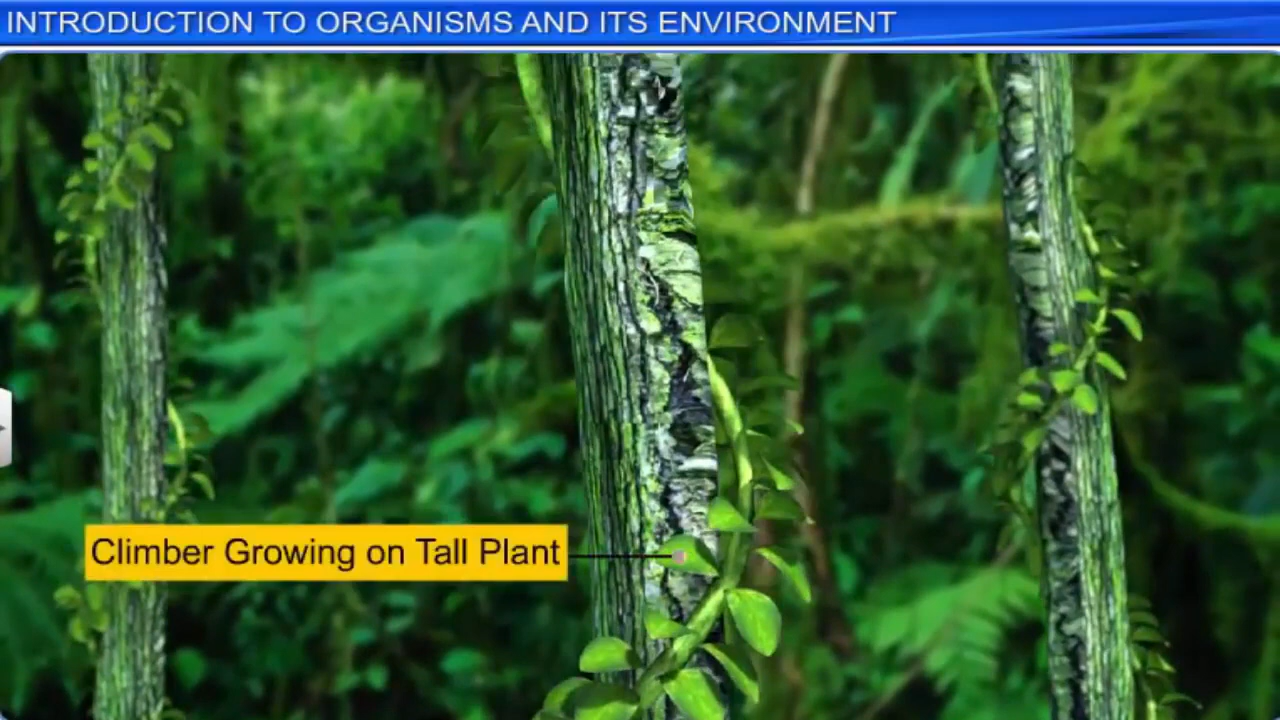 INTRODUCTION TO ORGANISMS AND ITS ENVIRONMENT
Climber Growing on Tall Plant